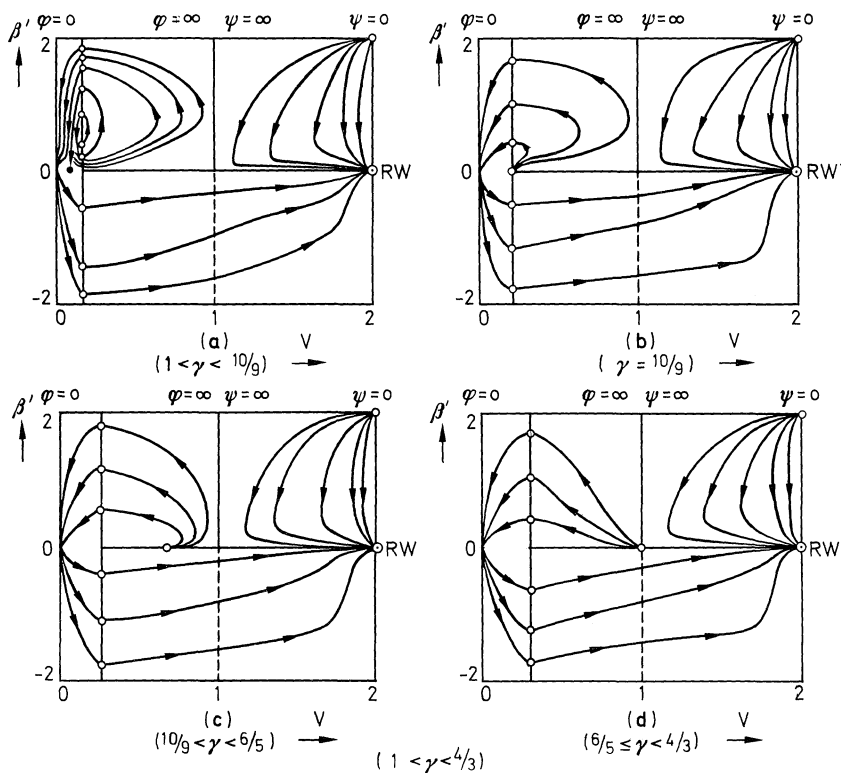 β′ φ=0 φ=∞ ψ=∞ ψ=0
2
0
-2
RW
0 1 2
(a) V
(1<γ<10/9)
β′ φ=0 φ=∞ ψ=∞ ψ=0
2
0
-2
RW
0 1 2
(b) V
(γ=10/9)
β′ φ=0 φ=∞ ψ=∞ ψ=0
2
0
-2
RW
0 1 2
(c) V
(10/9<γ<6/5)
β′ φ=0 φ=∞ ψ=∞ ψ=0
2
0
-2
RW
0 1 2
(d) V
(6/5≤γ<4/3)
(1<γ<4/3)